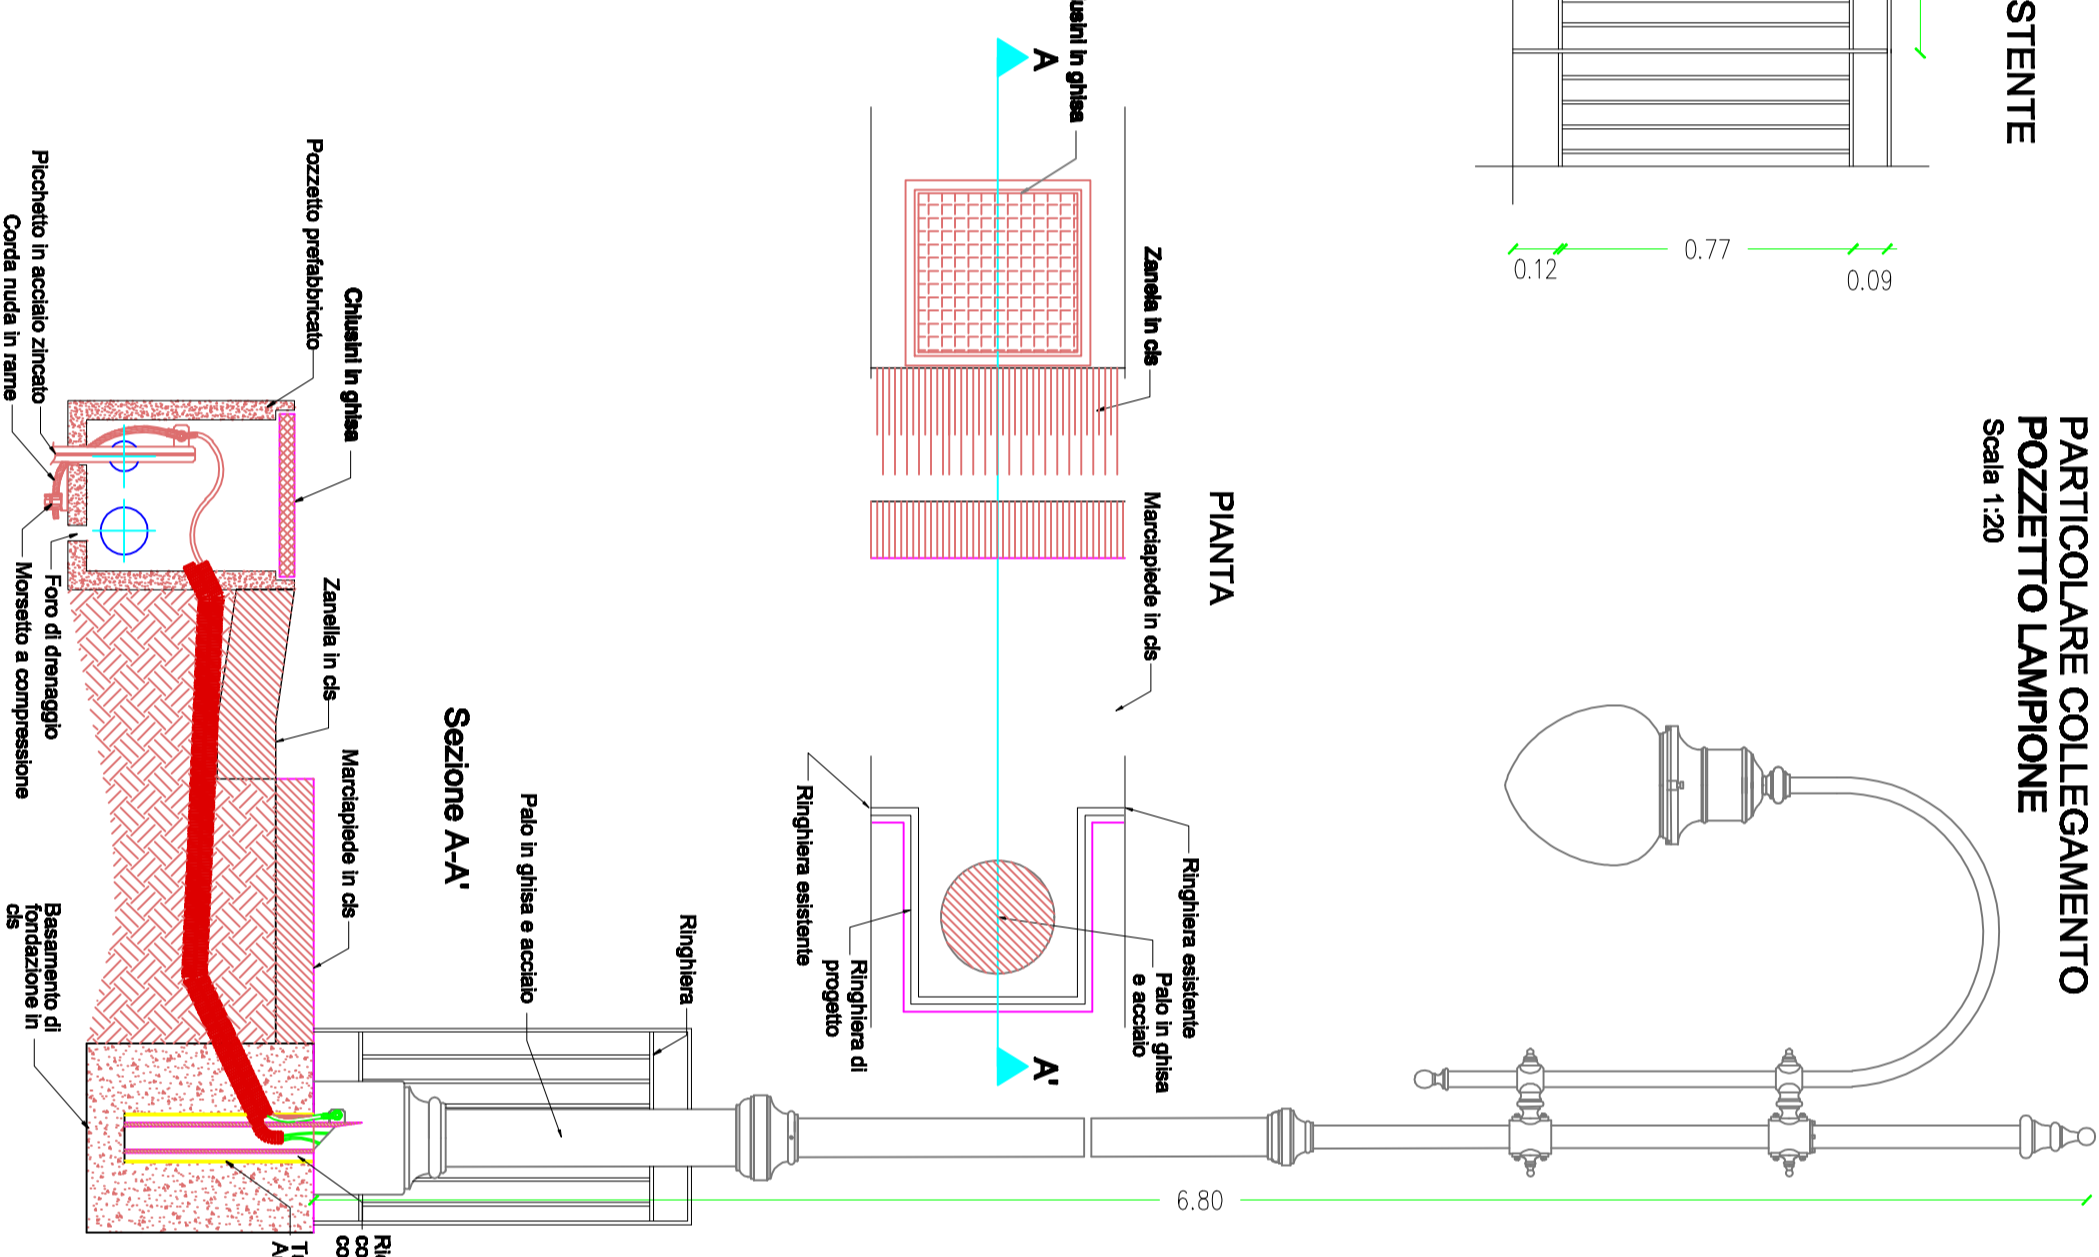 STENTE
0.12
0.77
0.09
PARTICOLARE COLLEGAMENTO
POZZETTO LAMPIONE
Scala 1:20
PIANTA
A
in ghisa
Zanela in cls
Marciapiede in cls
Ringhiera esistente
Palo in ghisa
e acciaio
A'
Ringhiera di
progetto
Ringhiera esistente
Sezione A-A'
Ringhiera
Palo in ghisa e acciaio
Marciapiede in cls
Zanella in cls
Chiusini in ghisa
Pozzetto prefabbricato
Picchetto in acciaio zincato
Corda nuda in rame
Foro di drenaggio
Morsetto a compressione
Basamento di
fondazione in
cls
6.80